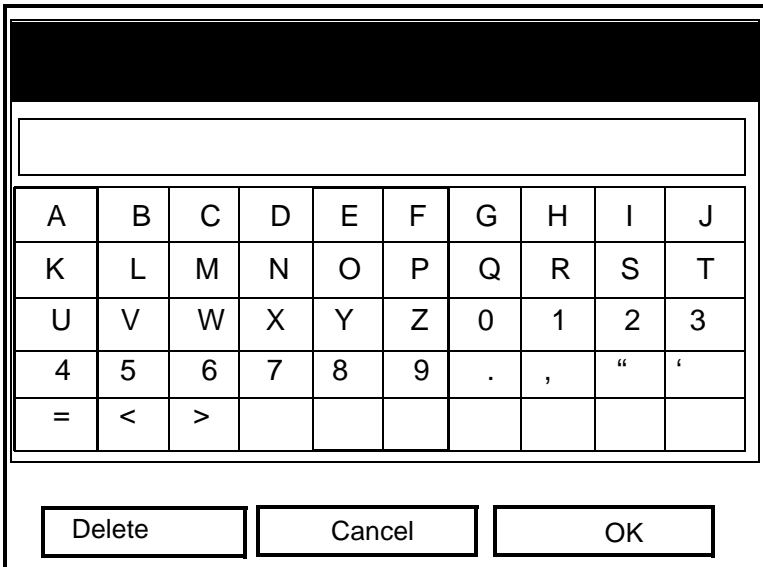 A B C D E F G H I J
K L M N O P Q R S T
U V W X Y Z 0 1 2 3
4 5 6 7 8 9 . , “ ‘
= < >
Delete Cancel OK